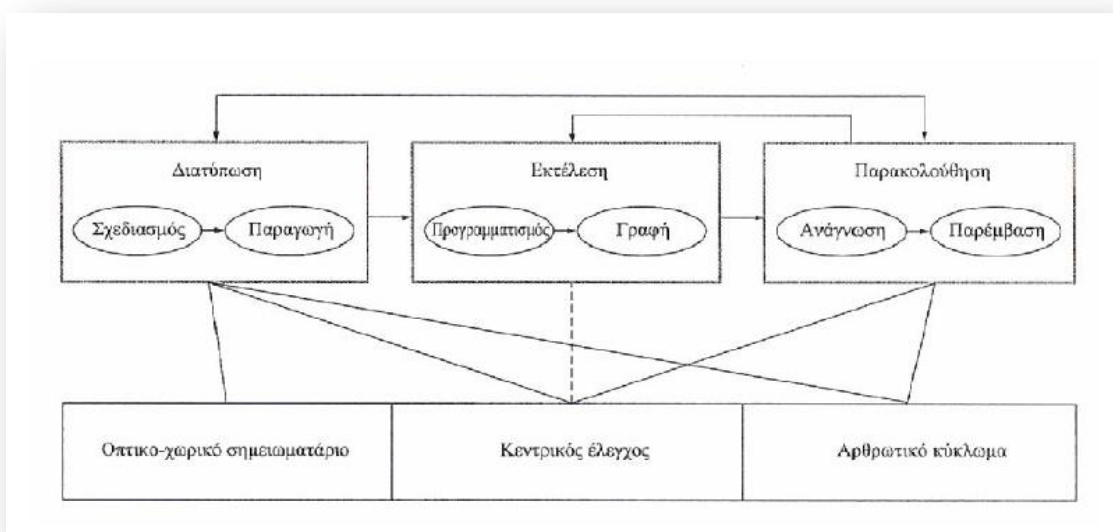 Διατύπωση
Σχεδιασμός
Παραγωγή
Εκτέλεση
Προγραμματισμός
Γραφή
Παρακολούθηση
Ανάγνωση
Παρέμβαση
Οπτικο-χωρικό σημειωματάριο
Κεντρικός έλεγχος
Αρθρωτικό κύκλωμα